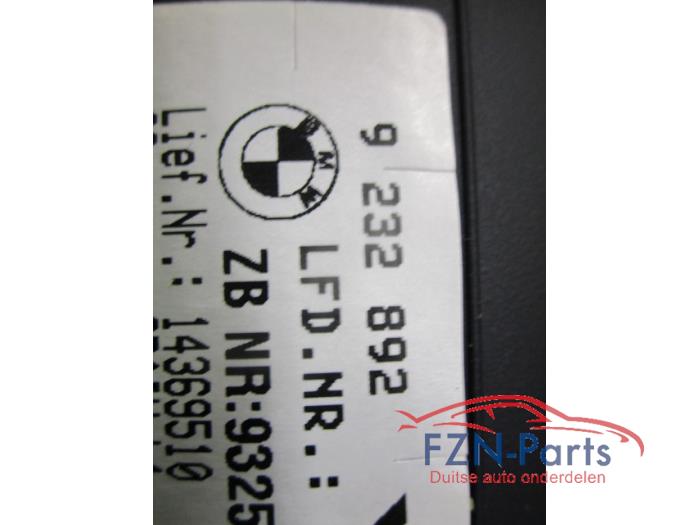 9 232 892
BMW
LFD.NR.:
ZB NR:9325
Lief.Nr.: 14369510
FZN-Parts
Duitse auto onderdelen